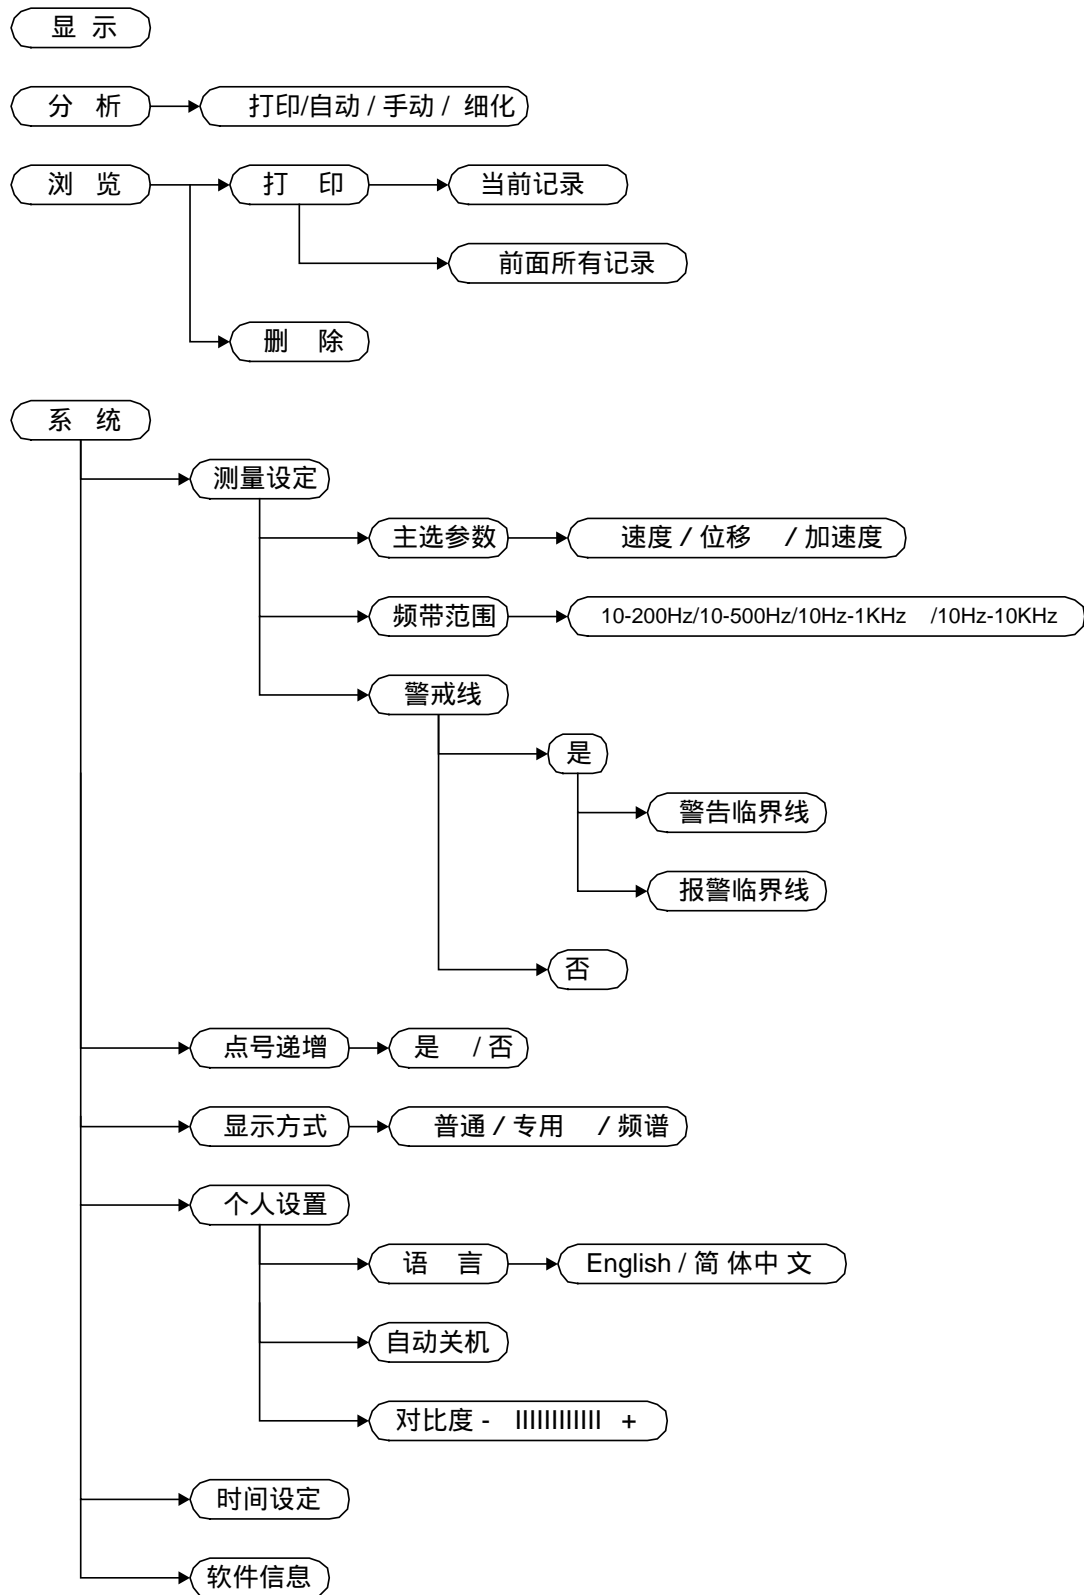 显 示
分 析
打印/自动 / 手动 / 细化
浏 览
打 印
当前记录
前面所有记录
删 除
系 统
测量设定
主选参数
速度 / 位移 / 加速度
频带范围
10-200Hz/10-500Hz/10Hz-1KHz /10Hz-10KHz
警戒线
是
警告临界线
报警临界线
否
点号递增
是 / 否
显示方式
普通 / 专用 / 频谱
个人设置
语 言
English / 简 体中 文
自动关机
对比度 - IIIIIIIIIIII +
时间设定
软件信息